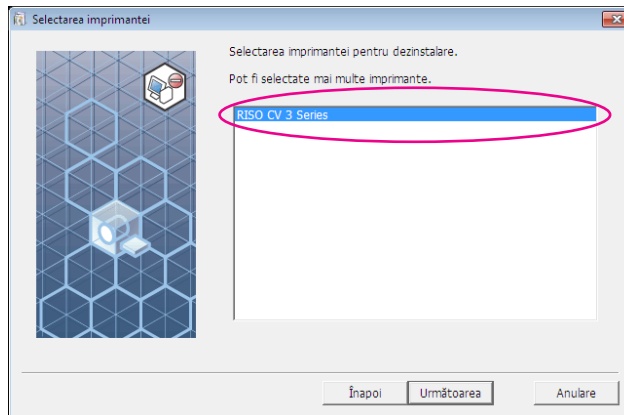 Selectarea imprimantei
Selectarea imprimantei pentru dezinstalare.
Pot fi selectate mai multe imprimante.
RISO CV 3 Series
Înapoi
Următoarea
Anulare